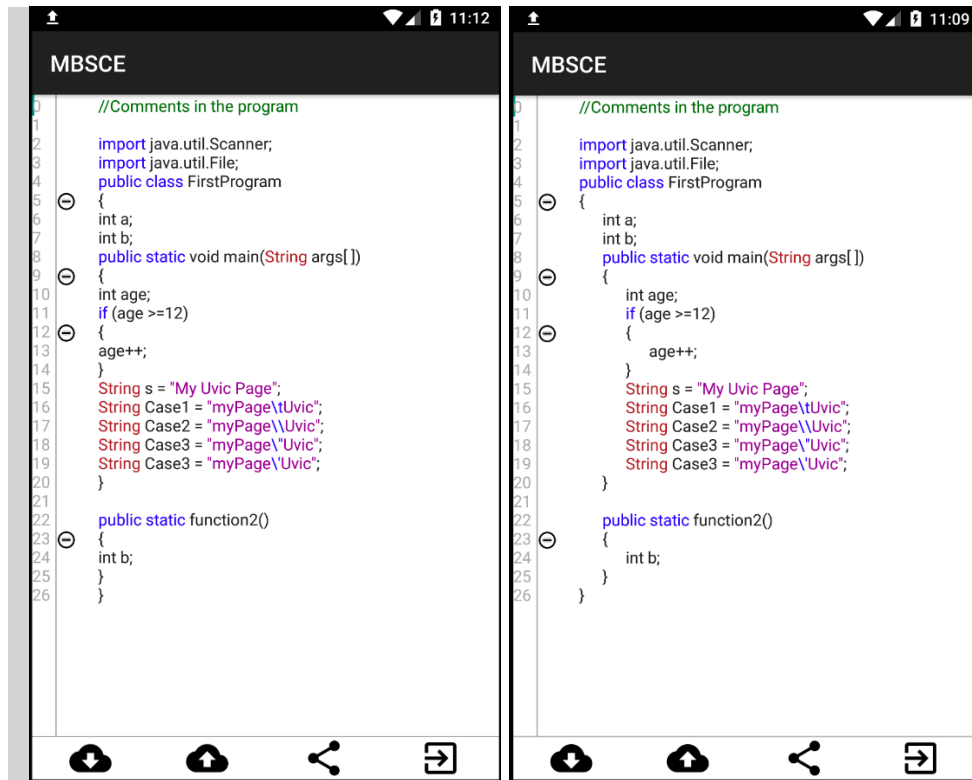 11:12
MBSCE
0 //Comments in the program
1
2 import java.util.Scanner;
3 import java.util.File;
4 public class FirstProgram
5 {
6 int a;
7 int b;
8 public static void main(String args[])
9 {
10 int age;
11 if (age >=12)
12 {
13 age++;
14 }
15 String s = "My Uvic Page";
16 String Case1 = "myPage\tUvic";
17 String Case2 = "myPage\\Uvic";
18 String Case3 = "myPage\"Uvic";
19 String Case3 = "myPage\'Uvic";
20 }
21
22 public static function2()
23 {
24 int b;
25 }
26 }
11:09
MBSCE
0 //Comments in the program
1
2 import java.util.Scanner;
3 import java.util.File;
4 public class FirstProgram
5 {
6 int a;
7 int b;
8 public static void main(String args[])
9 {
10 int age;
11 if (age >=12)
12 {
13 age++;
14 }
15 String s = "My Uvic Page";
16 String Case1 = "myPage\tUvic";
17 String Case2 = "myPage\\Uvic";
18 String Case3 = "myPage\"Uvic";
19 String Case3 = "myPage\'Uvic";
20 }
21
22 public static function2()
23 {
24 int b;
25 }
26 }